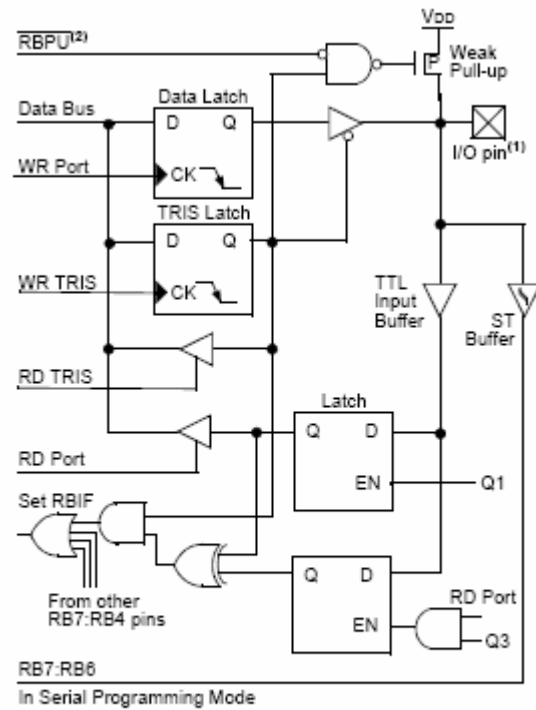 VDD
RBPU(2)
P
Weak
Pull-up
Data Bus
Data Latch
D Q
I/O pin(1)
WR Port
CK
TRIS Latch
D Q
WR TRIS
CK
TTL
Input
Buffer
ST
Buffer
RD TRIS
Latch
Q D
RD Port
EN
Q1
Set RBIF
Q D
RD Port
From other
RB7:RB4 pins
EN
Q3
RB7:RB6
In Serial Programming Mode